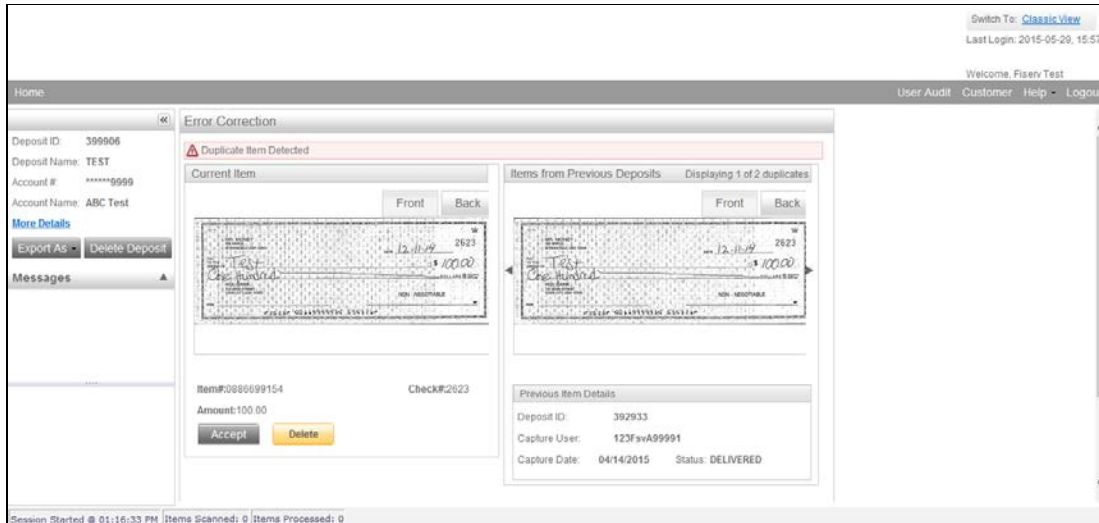 Switch To: Classic View
Last Login: 2015-05-29, 15:57
Welcome, Fiserv Test
Home User Audit Customer Help Logou
Deposit ID: 399906
Deposit Name: TEST
Account #: ******9999
Account Name: ABC Test
More Details
Export As Delete Deposit
Messages
Error Correction
Duplicate Item Detected
Current Item
Front Back
12-11-14 2623
Test $ 100.00
One Hundred
NON NEGOTIABLE
Item#:0886699154 Check#:2623
Amount:100.00
Accept Delete
Items from Previous Deposits Displaying 1 of 2 duplicates
Front Back
12-11-14 2623
Test $ 100.00
One Hundred
NON NEGOTIABLE
Previous Item Details
Deposit ID: 392933
Capture User: 123FsvA99991
Capture Date: 04/14/2015 Status: DELIVERED
Session Started @ 01:16:33 PM Items Scanned: 0 Items Processed: 0